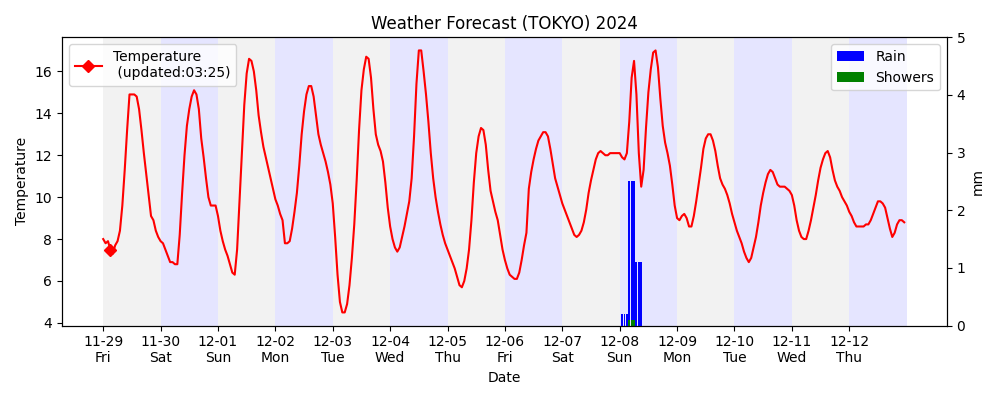 Weather Forecast (TOKYO) 2024
Temperature
(updated:03:25)
Rain
Showers
Temperature
16
14
12
10
8
6
4
5
4
3
2
1
0
mm
11-29 11-30 12-01 12-02 12-03 12-04 12-05 12-06 12-07 12-08 12-09 12-10 12-11 12-12
Fri Sat Sun Mon Tue Wed Thu Fri Sat Sun Mon Tue Wed Thu
Date